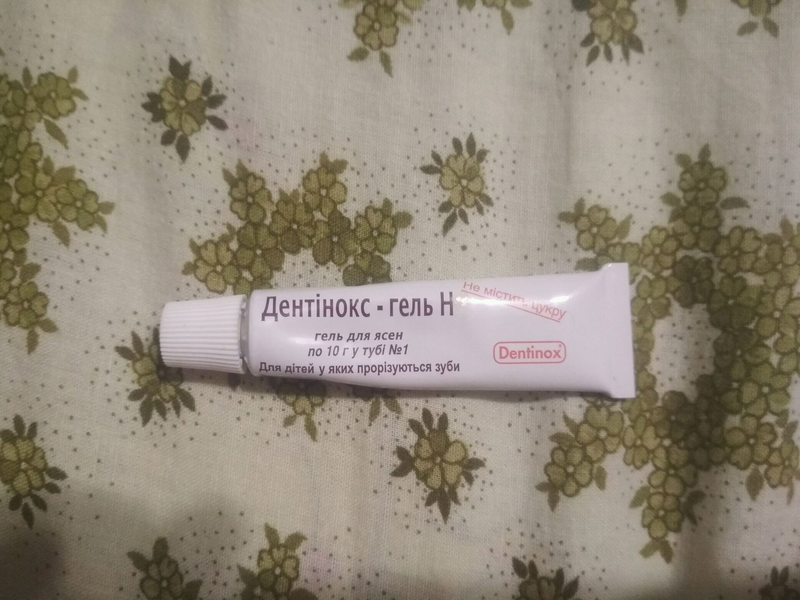 Дентінокс - гель Н
Не містить цукру
гель для ясен
по 10 г у тубі №1
Для дітей у яких прорізуються зуби
Dentinox